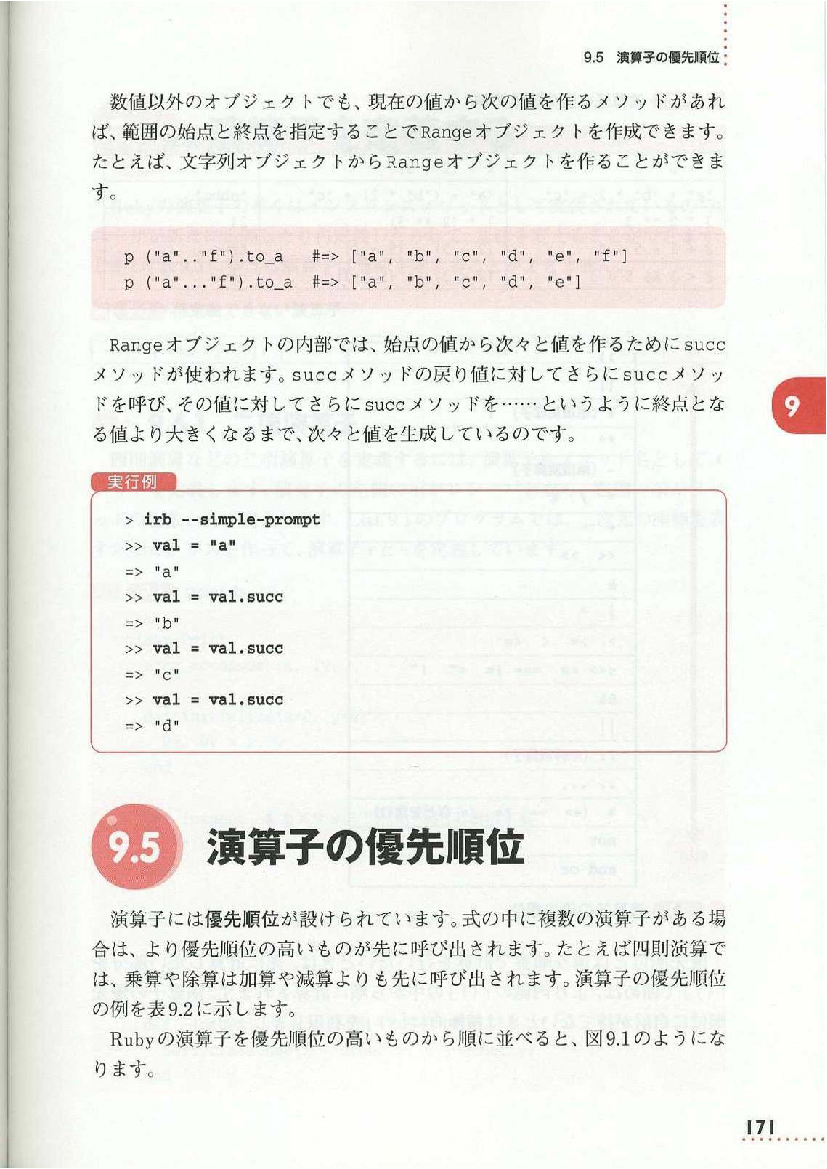 9.5 演算子の優先順位
数値以外のオブジェクトでも、現在の値から次の値を作るメソッドがあれ
ば、範囲の始点と終点を指定することでRangeオブジェクトを作成できます。
たとえば、文字列オブジェクトからRangeオブジェクトを作ることができま
す。
p ("a".."f").to_a #=> ["a", "b", "c", "d", "e", "f"]
p ("a"..."f").to_a #=> ["a", "b", "c", "d", "e"]
Rangeオブジェクトの内部では、始点の値から次々と値を作るためにsucc
メソッドが使われます。succメソッドの戻り値に対してさらにsuccメソッ
ドを呼び、その値に対してさらにsuccメソッドを……というように終点とな
る値より大きくなるまで、次々と値を生成しているのです。
9
実行例
> irb --simple-prompt
>> val = "a"
=> "a"
>> val = val.succ
=> "b"
>> val = val.succ
=> "c"
>> val = val.succ
=> "d"
9.5 演算子の優先順位
演算子には優先順位が設けられています。式の中に複数の演算子がある場
合は、より優先順位の高いものが先に呼び出されます。たとえば四則演算で
は、乗算や除算は加算や減算よりも先に呼び出されます。演算子の優先順位
の例を表9.2に示します。
Rubyの演算子を優先順位の高いものから順に並べると、図9.1のようにな
ります。
171